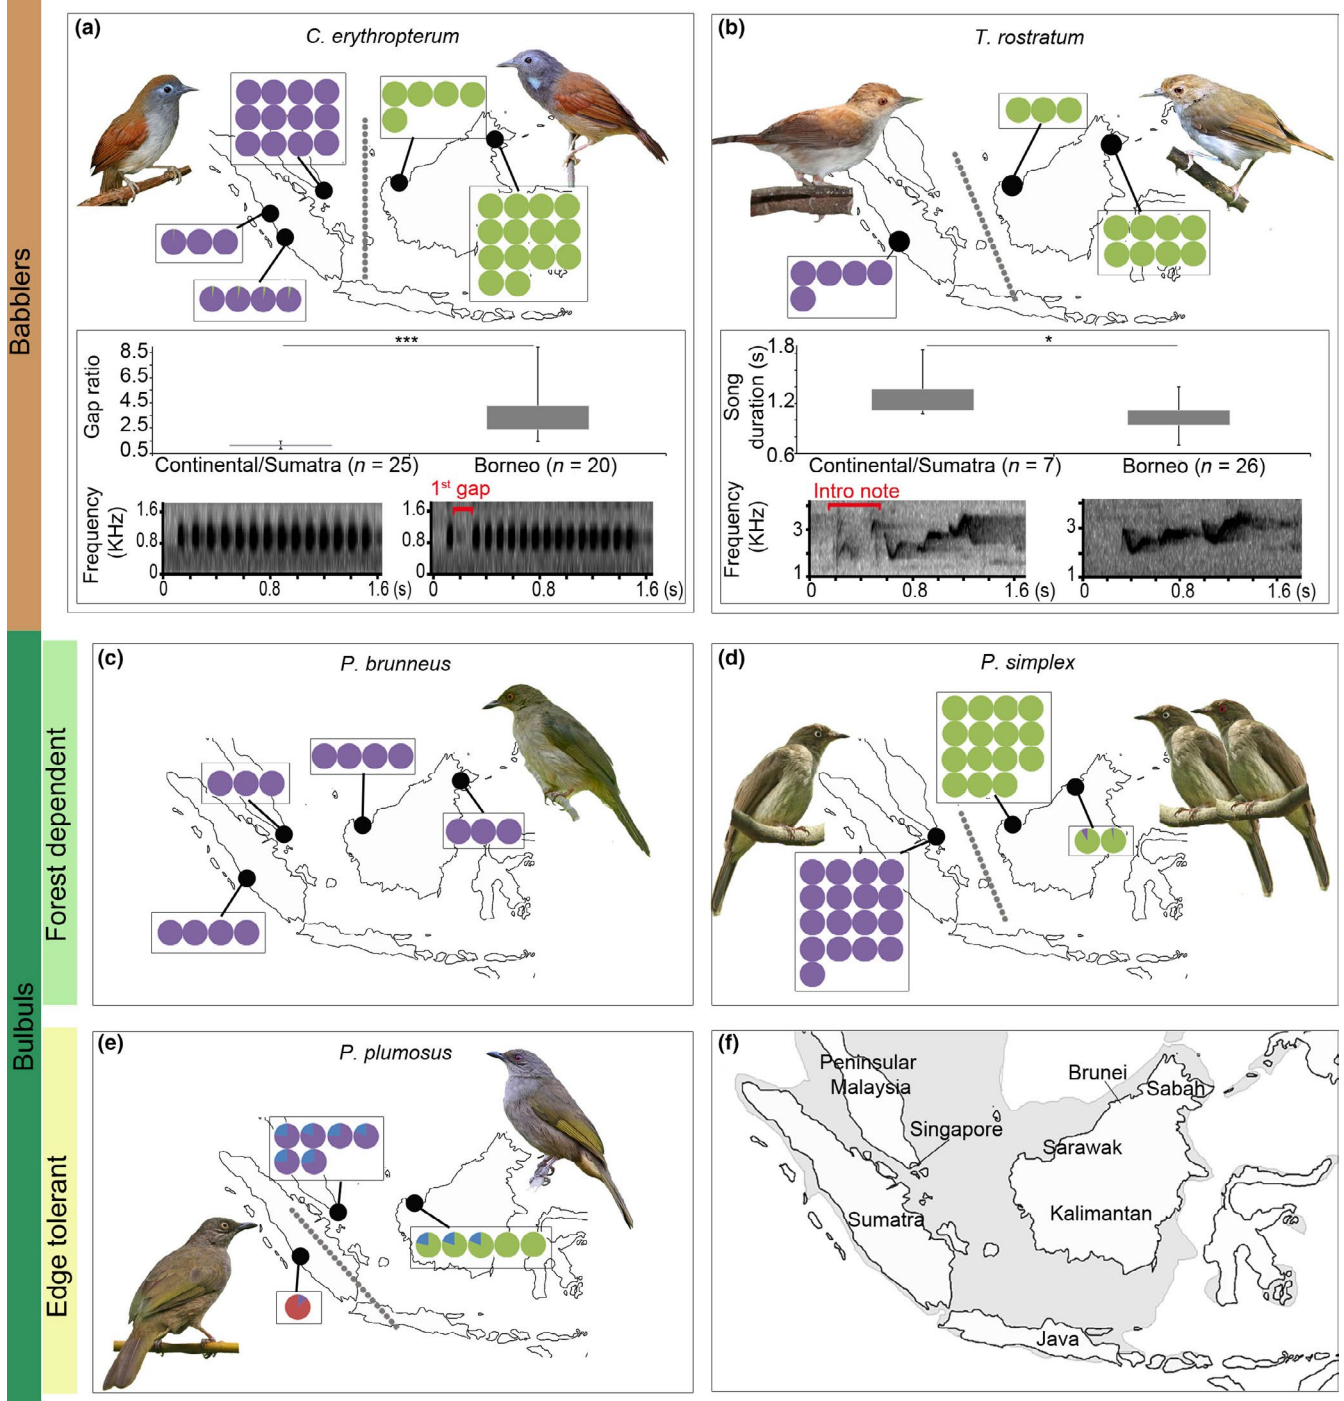 Babblers
Bulbuls
Forest dependent
Edge tolerant
(a)
C. erythropterum
Gap ratio
8.5
6.5
4.5
2.5
0.5
***
Continental/Sumatra (n = 25)
Borneo (n = 20)
Frequency
(KHz)
1.6
0.8
0
0
0.8
1.6 (s)
1st gap
1.6
0.8
0
0
0.8
1.6 (s)
(b)
T. rostratum
Song
duration (s)
1.8
1.2
0.6
*
Continental/Sumatra (n = 7)
Borneo (n = 26)
Frequency
(KHz)
Intro note
3
1
0
0.8
1.6 (s)
3
1
0
0.8
1.6 (s)
(c)
P. brunneus
(d)
P. simplex
(e)
P. plumosus
(f)
Peninsular
Malaysia
Brunei
Sabah
Singapore
Sarawak
Sumatra
Kalimantan
Java